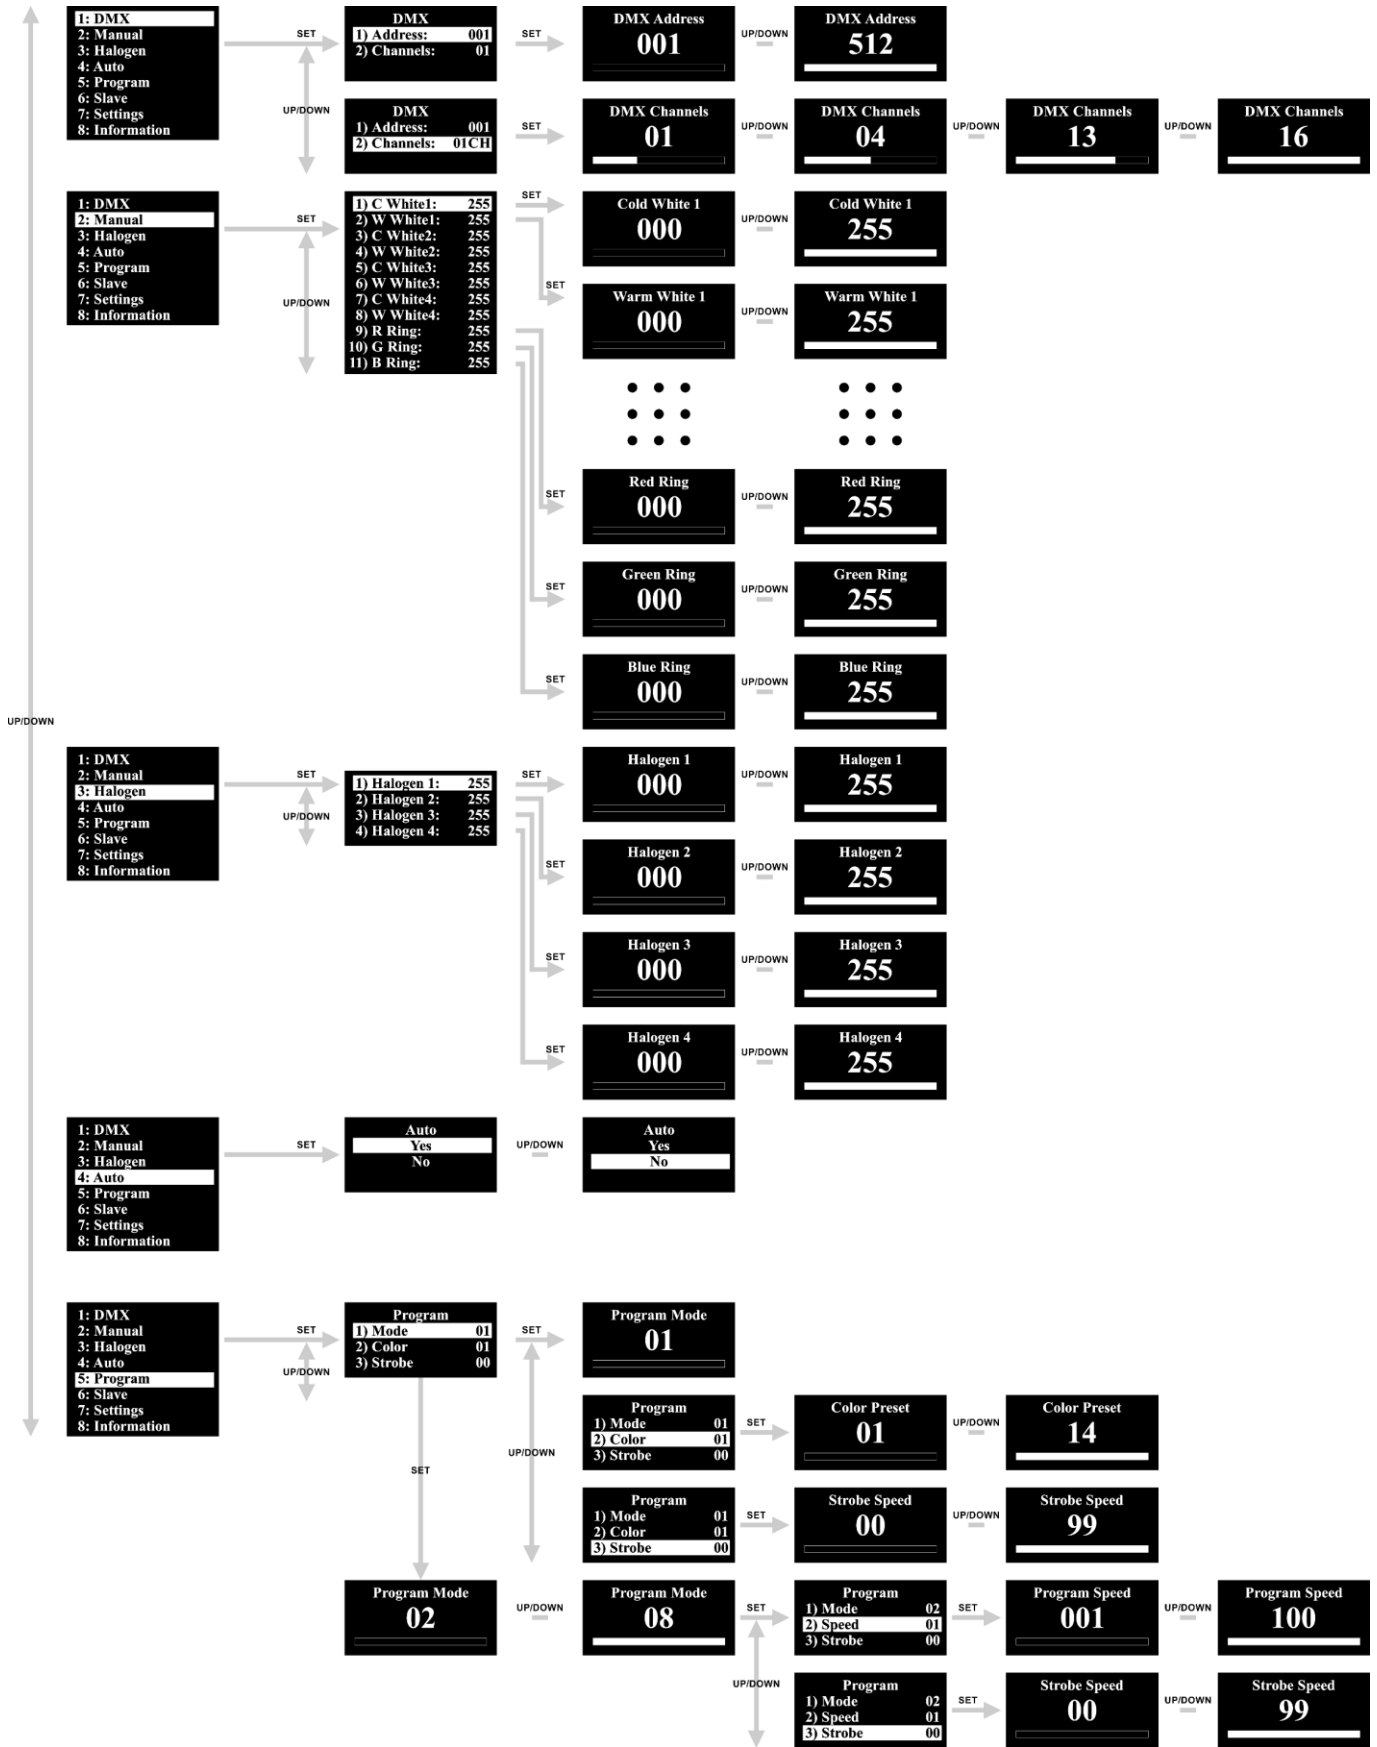 1: DMX
2: Manual
3: Halogen
4: Auto
5: Program
6: Slave
7: Settings
8: Information
SET
UP/DOWN
DMX
1) Address: 001
2) Channels: 01
SET
DMX Address
001
UP/DOWN
DMX Address
512
DMX
1) Address: 001
2) Channels: 01CH
SET
DMX Channels
01
UP/DOWN
DMX Channels
04
UP/DOWN
DMX Channels
13
UP/DOWN
DMX Channels
16
1: DMX
2: Manual
3: Halogen
4: Auto
5: Program
6: Slave
7: Settings
8: Information
SET
UP/DOWN
1) C White1: 255
2) W White1: 255
3) C White2: 255
4) W White2: 255
5) C White3: 255
6) W White3: 255
7) C White4: 255
8) W White4: 255
9) R Ring: 255
10) G Ring: 255
11) B Ring: 255
SET
Cold White 1
000
UP/DOWN
Cold White 1
255
SET
Warm White 1
000
UP/DOWN
Warm White 1
255
SET
Red Ring
000
UP/DOWN
Red Ring
255
SET
Green Ring
000
UP/DOWN
Green Ring
255
SET
Blue Ring
000
UP/DOWN
Blue Ring
255
UP/DOWN
1: DMX
2: Manual
3: Halogen
4: Auto
5: Program
6: Slave
7: Settings
8: Information
SET
UP/DOWN
1) Halogen 1: 255
2) Halogen 2: 255
3) Halogen 3: 255
4) Halogen 4: 255
SET
Halogen 1
000
UP/DOWN
Halogen 1
255
SET
Halogen 2
000
UP/DOWN
Halogen 2
255
SET
Halogen 3
000
UP/DOWN
Halogen 3
255
SET
Halogen 4
000
UP/DOWN
Halogen 4
255
1: DMX
2: Manual
3: Halogen
4: Auto
5: Program
6: Slave
7: Settings
8: Information
SET
Auto
Yes
No
UP/DOWN
Auto
Yes
No
1: DMX
2: Manual
3: Halogen
4: Auto
5: Program
6: Slave
7: Settings
8: Information
SET
UP/DOWN
Program
1) Mode 01
2) Color 01
3) Strobe 00
SET
UP/DOWN
Program Mode
01
Program
1) Mode 01
2) Color 01
3) Strobe 00
SET
Color Preset
01
UP/DOWN
Color Preset
14
Program
1) Mode 01
2) Color 01
3) Strobe 00
SET
Strobe Speed
00
UP/DOWN
Strobe Speed
99
SET
Program Mode
02
UP/DOWN
Program Mode
08
SET
UP/DOWN
Program
1) Mode 02
2) Speed 01
3) Strobe 00
SET
Program Speed
001
UP/DOWN
Program Speed
100
Program
1) Mode 02
2) Speed 01
3) Strobe 00
SET
Strobe Speed
00
UP/DOWN
Strobe Speed
99